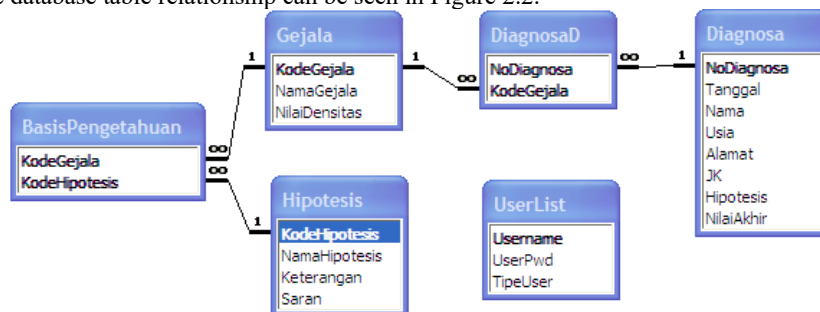 database table relationship can be seen in Figure 2.2.
Gejala
KodeGejala
NamaGejala
NilaiDensitas
DiagnosaD
NoDiagnosa
KodeGejala
Diagnosa
NoDiagnosa
Tanggal
Nama
Usia
Alamat
JK
Hipotesis
NilaiAkhir
BasisPengetahuan
KodeGejala
KodeHipotesis
Hipotesis
KodeHipotesis
NamaHipotesis
Keterangan
Saran
UserList
Username
UserPwd
TipeUser
1
∞
1
∞
∞
1
∞
1